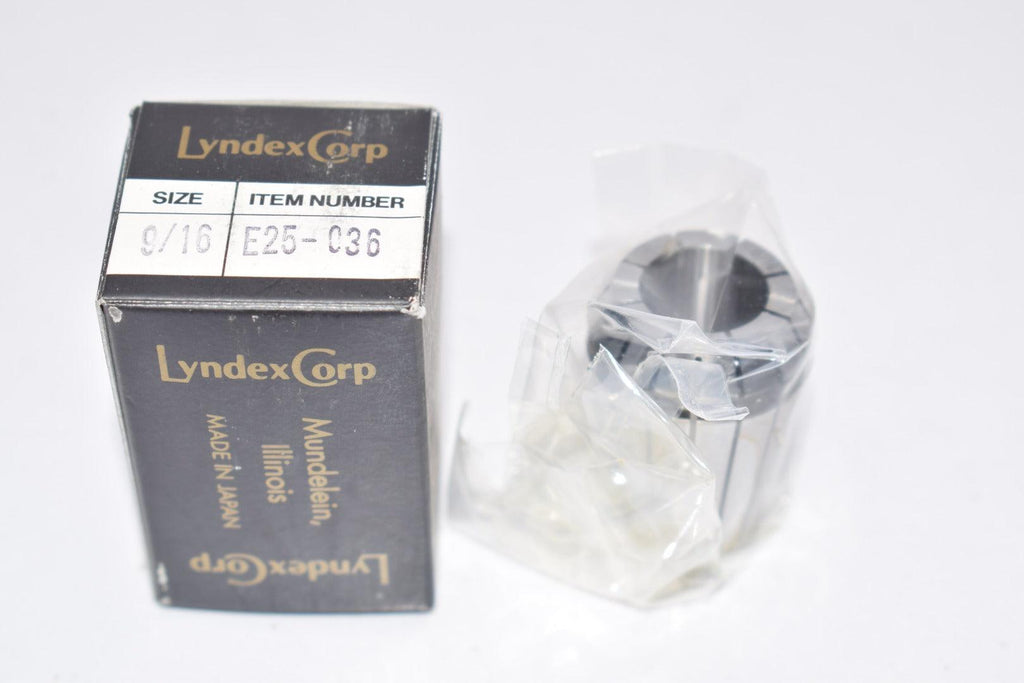 LyndexCorp
SIZE ITEM NUMBER
9/16 E25-036
LyndexCorp
Mundelein,
Illinois
MADE IN JAPAN
LyndexCorp